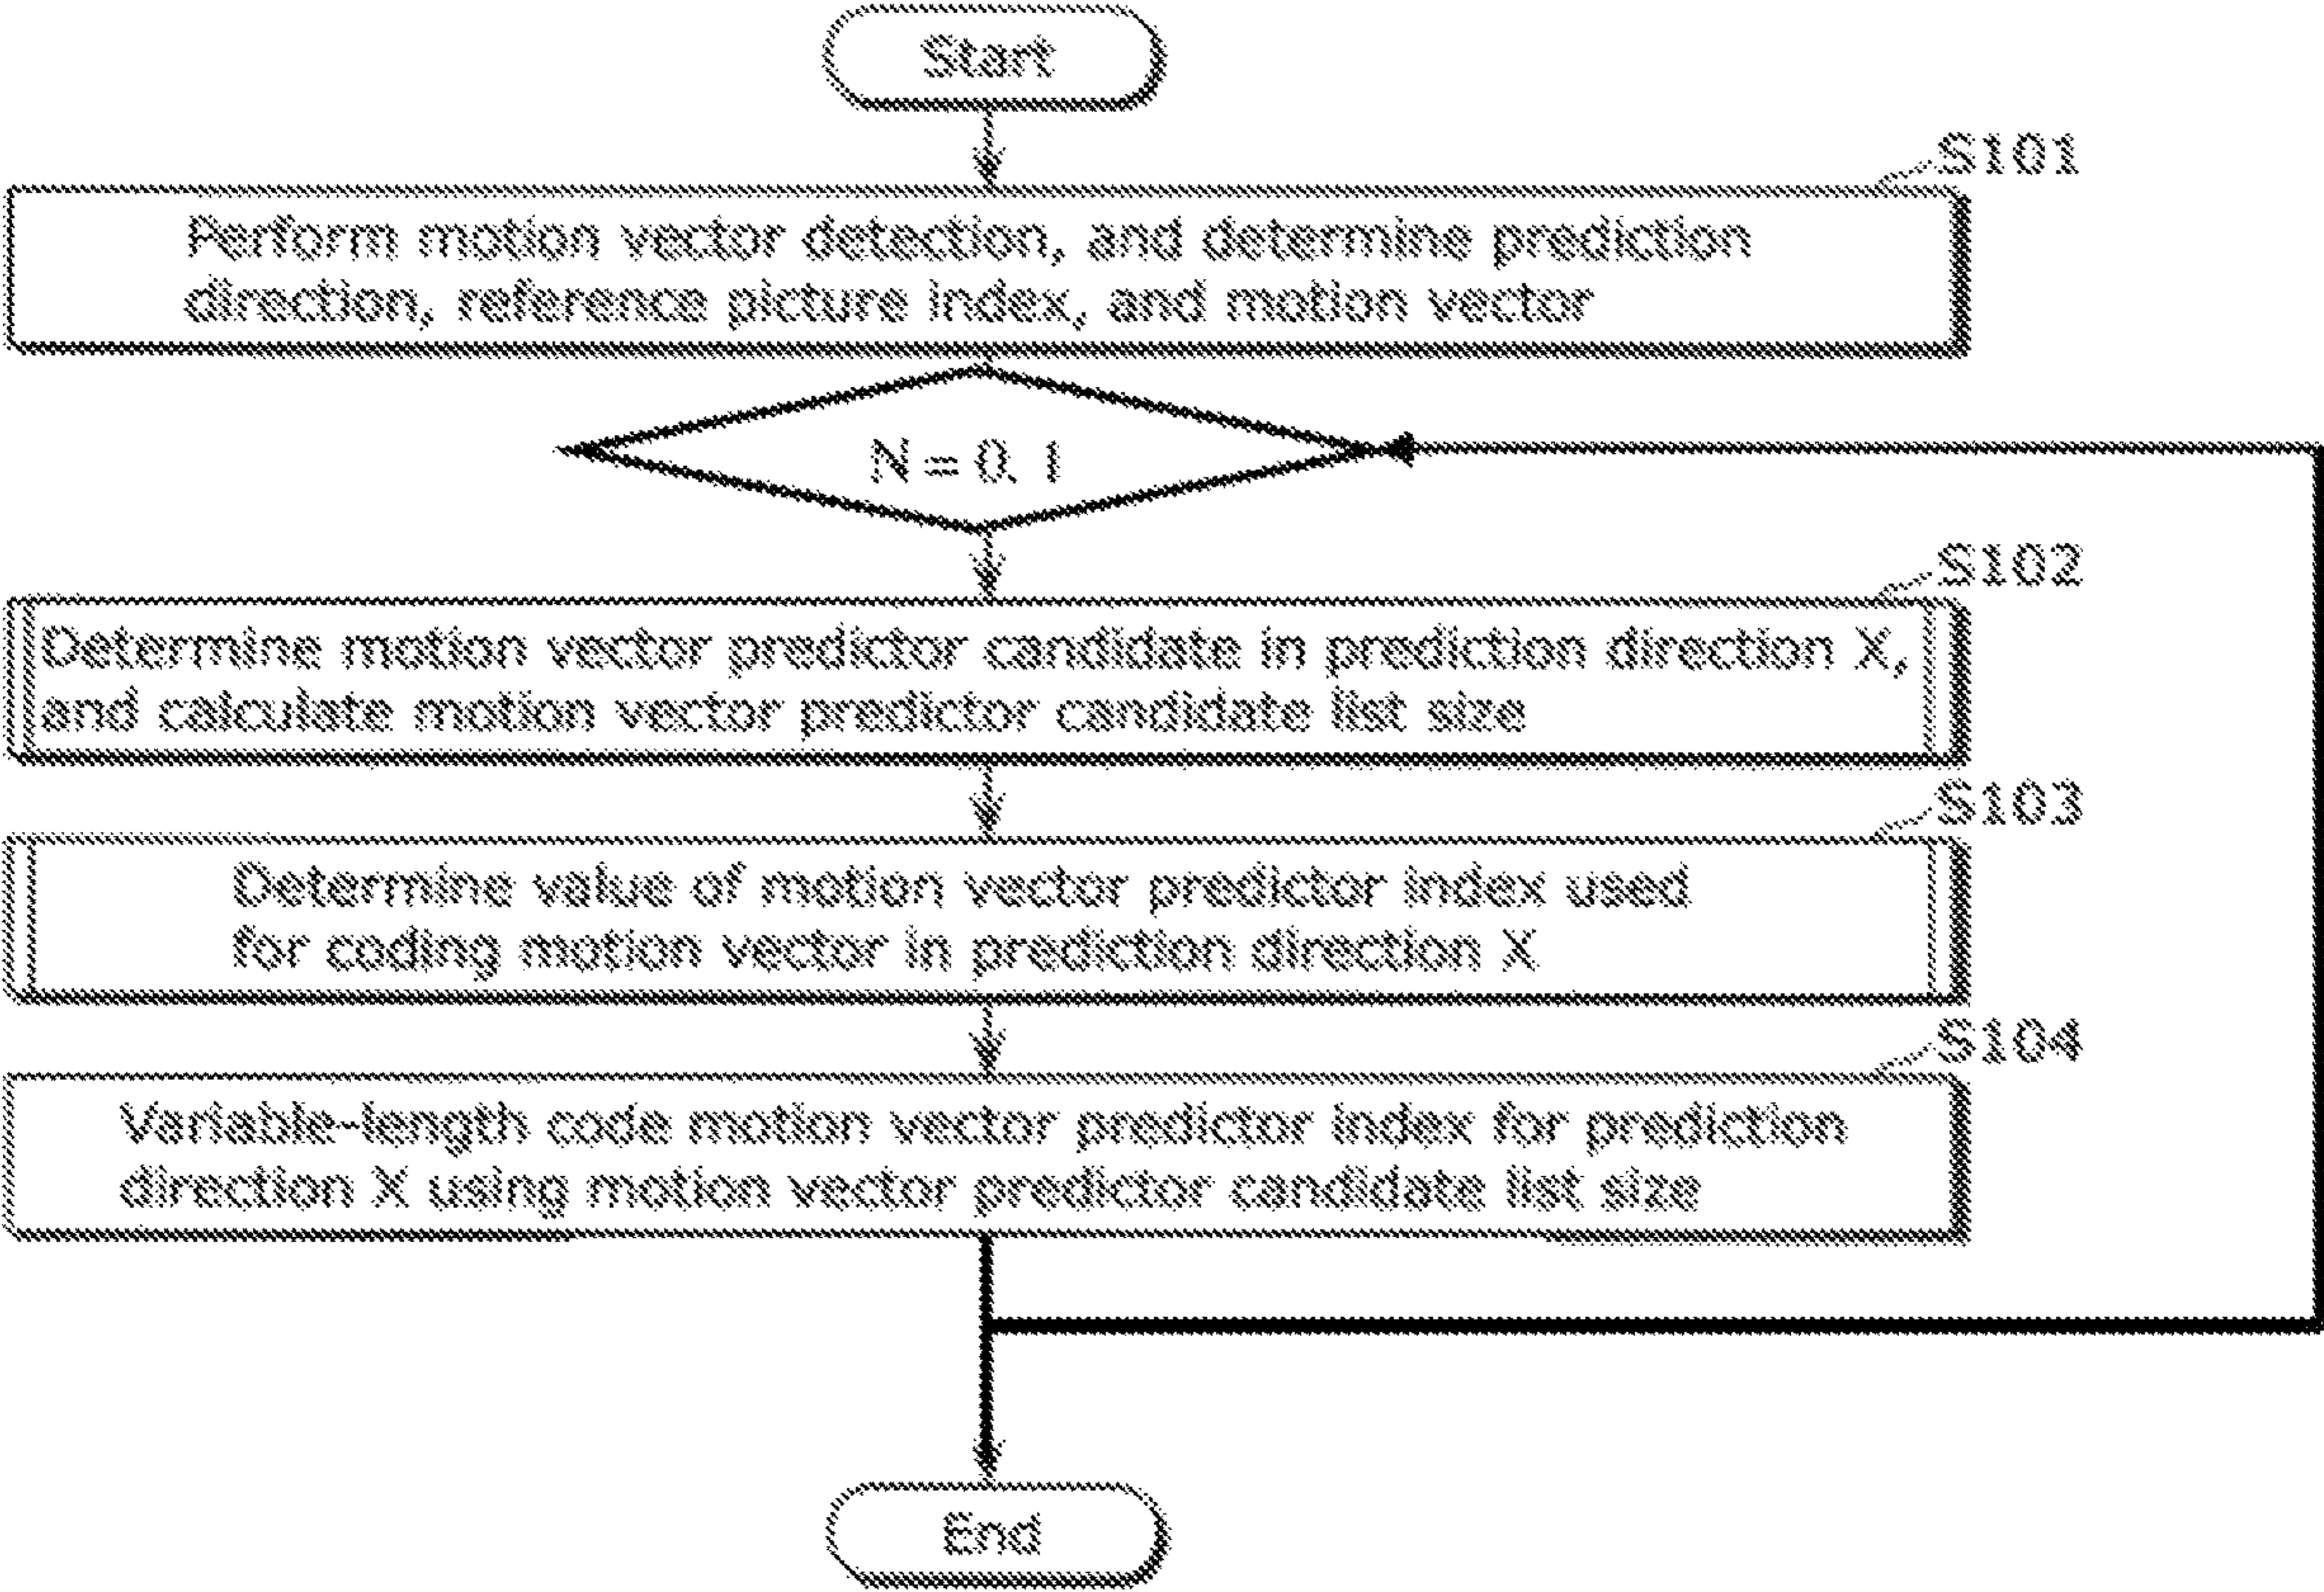 Start
S101
Perform motion vector detection, and determine prediction
direction, reference picture index, and motion vector
N = 0. 1
S102
Determine motion vector predictor candidate in prediction direction X,
and calculate motion vector predictor candidate list size
S103
Determine value of motion vector predictor index used
for coding motion vector in prediction direction X
S104
Variable-length code motion vector predictor index for prediction
direction X using motion vector predictor candidate list size
End